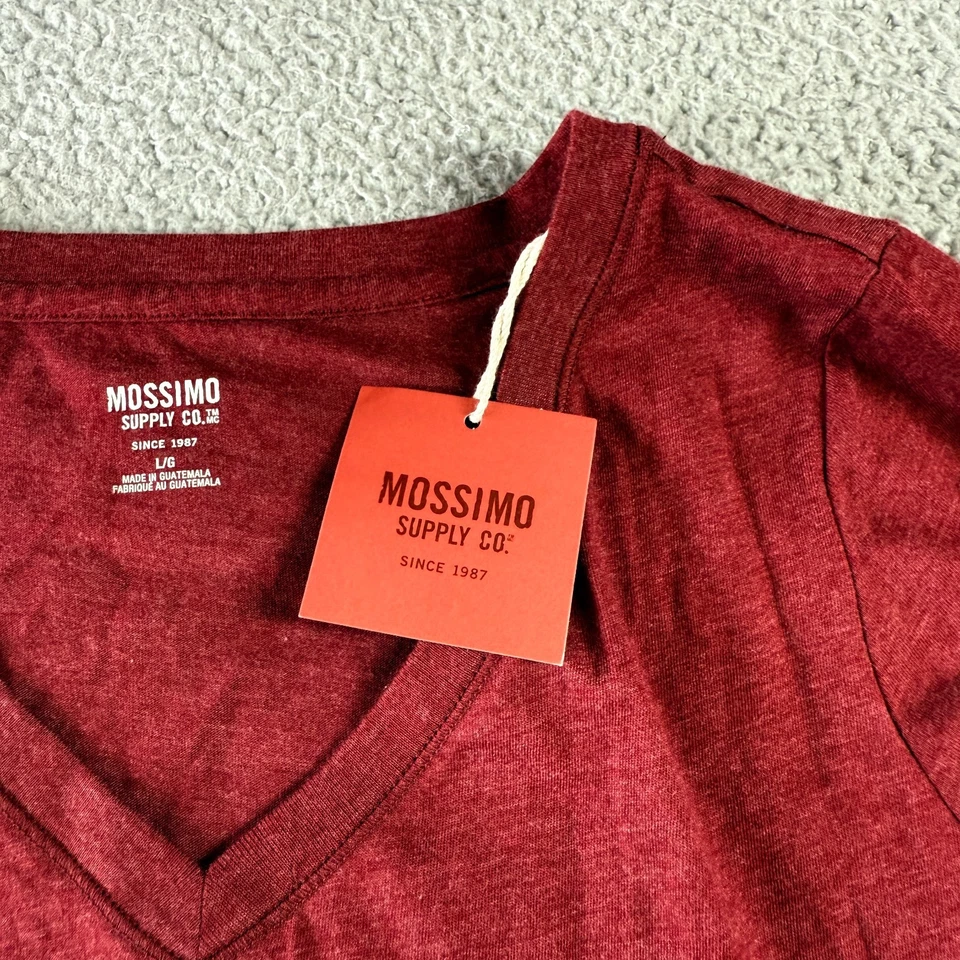 MOSSIMO
SUPPLY CO.™ MC
SINCE 1987
L/G
MADE IN GUATEMALA
FABRIQUÉ AU GUATEMALA
MOSSIMO
SUPPLY CO.
SINCE 1987